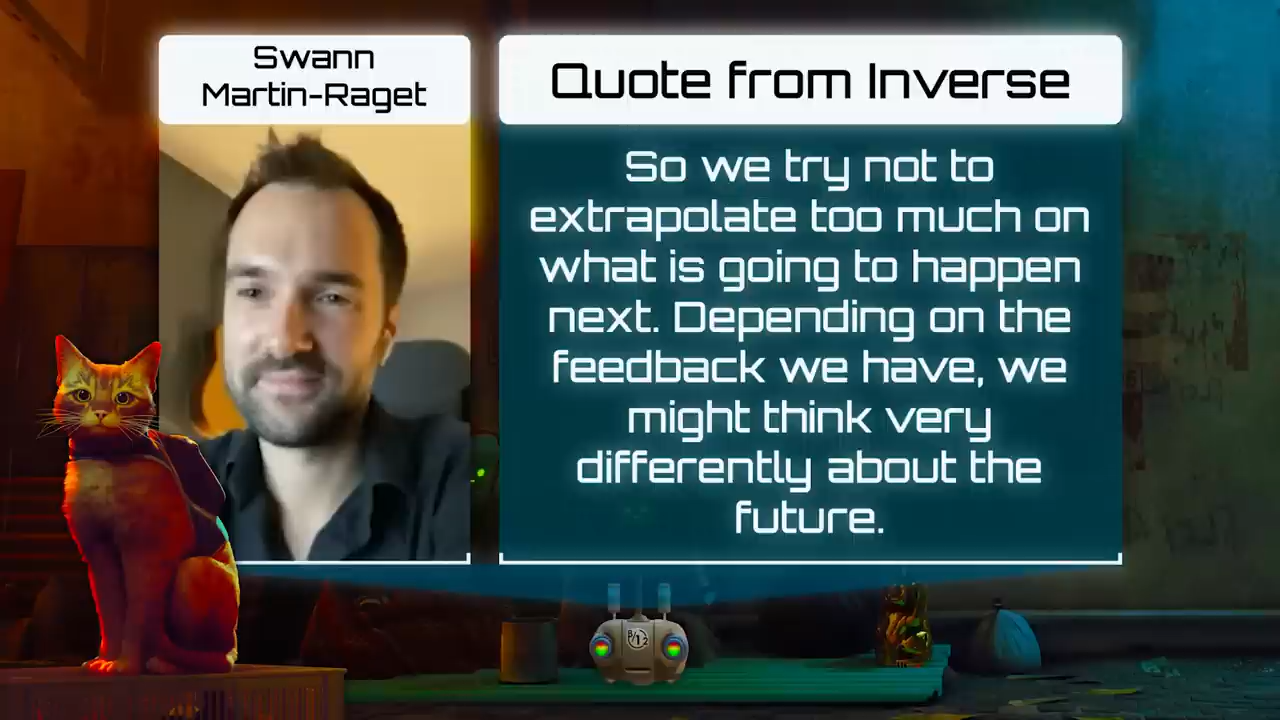 Swann
Martin-Raget
Quote from Inverse
So we try not to
extrapolate too much on
what is going to happen
next. Depending on the
feedback we have, we
might think very
differently about the
future.
B/12